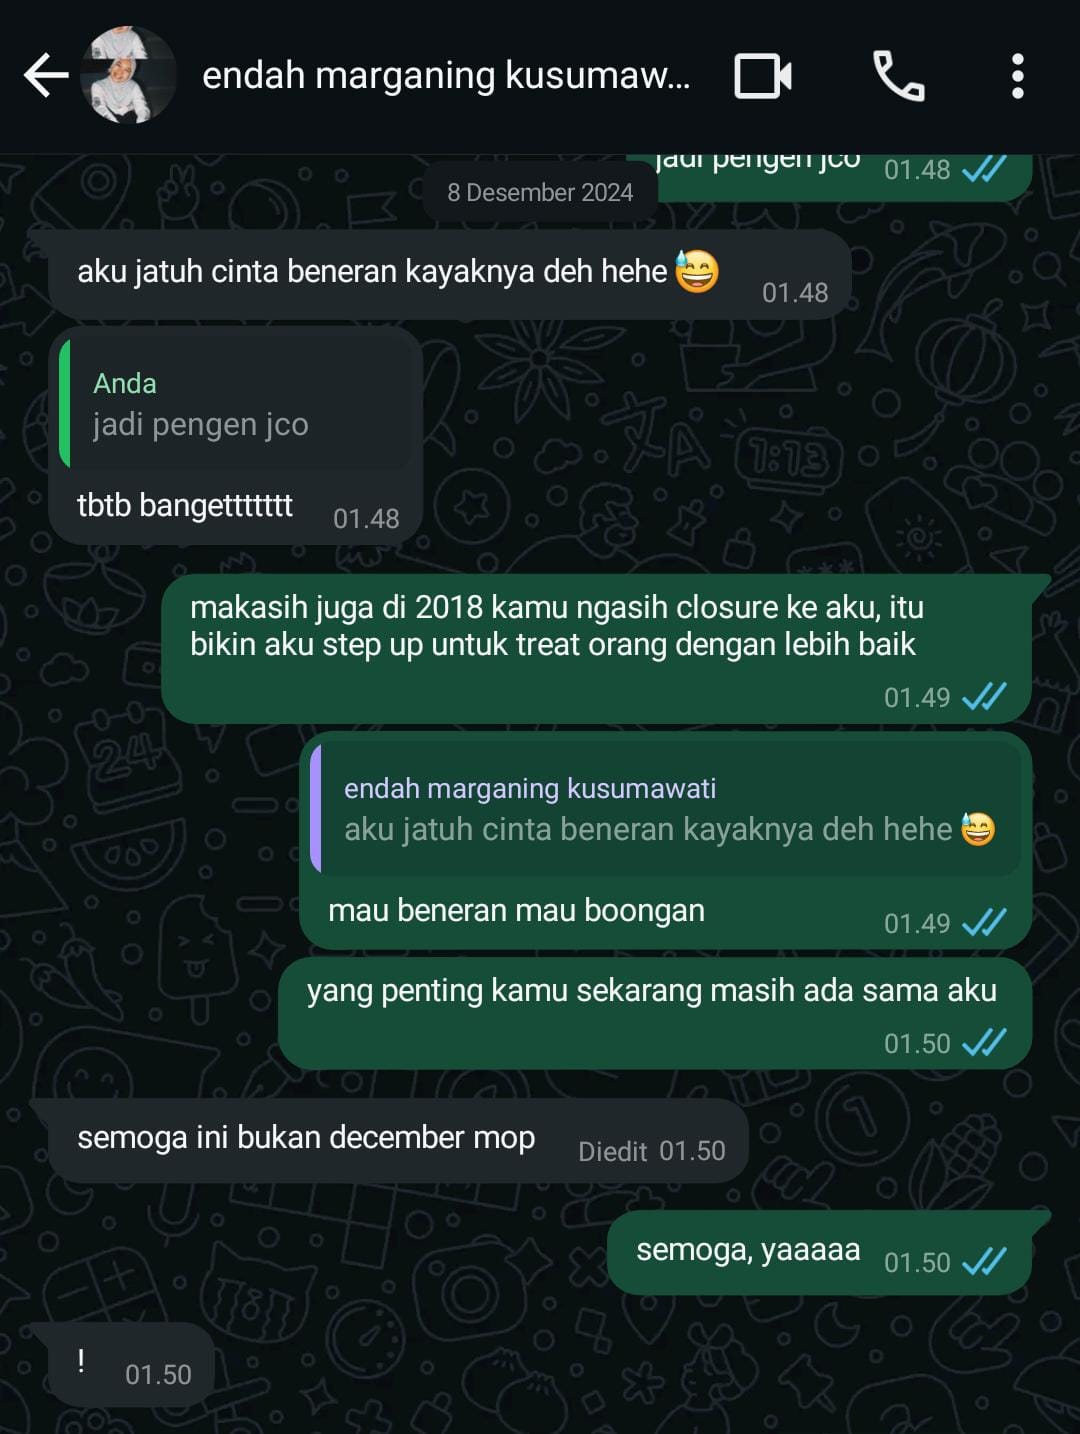 endah marganing kusumaw...
jadi pengen jco 01.48
8 Desember 2024
aku jatuh cinta beneran kayaknya deh hehe😅
01.48
Anda
jadi pengen jco
tbtb bangettttttt 01.48
makasih juga di 2018 kamu ngasih closure ke aku, itu
bikin aku step up untuk treat orang dengan lebih baik
01.49
endah marganing kusumawati
aku jatuh cinta beneran kayaknya deh hehe😅
mau beneran mau boongan 01.49
yang penting kamu sekarang masih ada sama aku
01.50
semoga ini bukan december mop Diedit 01.50
semoga, yaaaaa 01.50
! 01.50